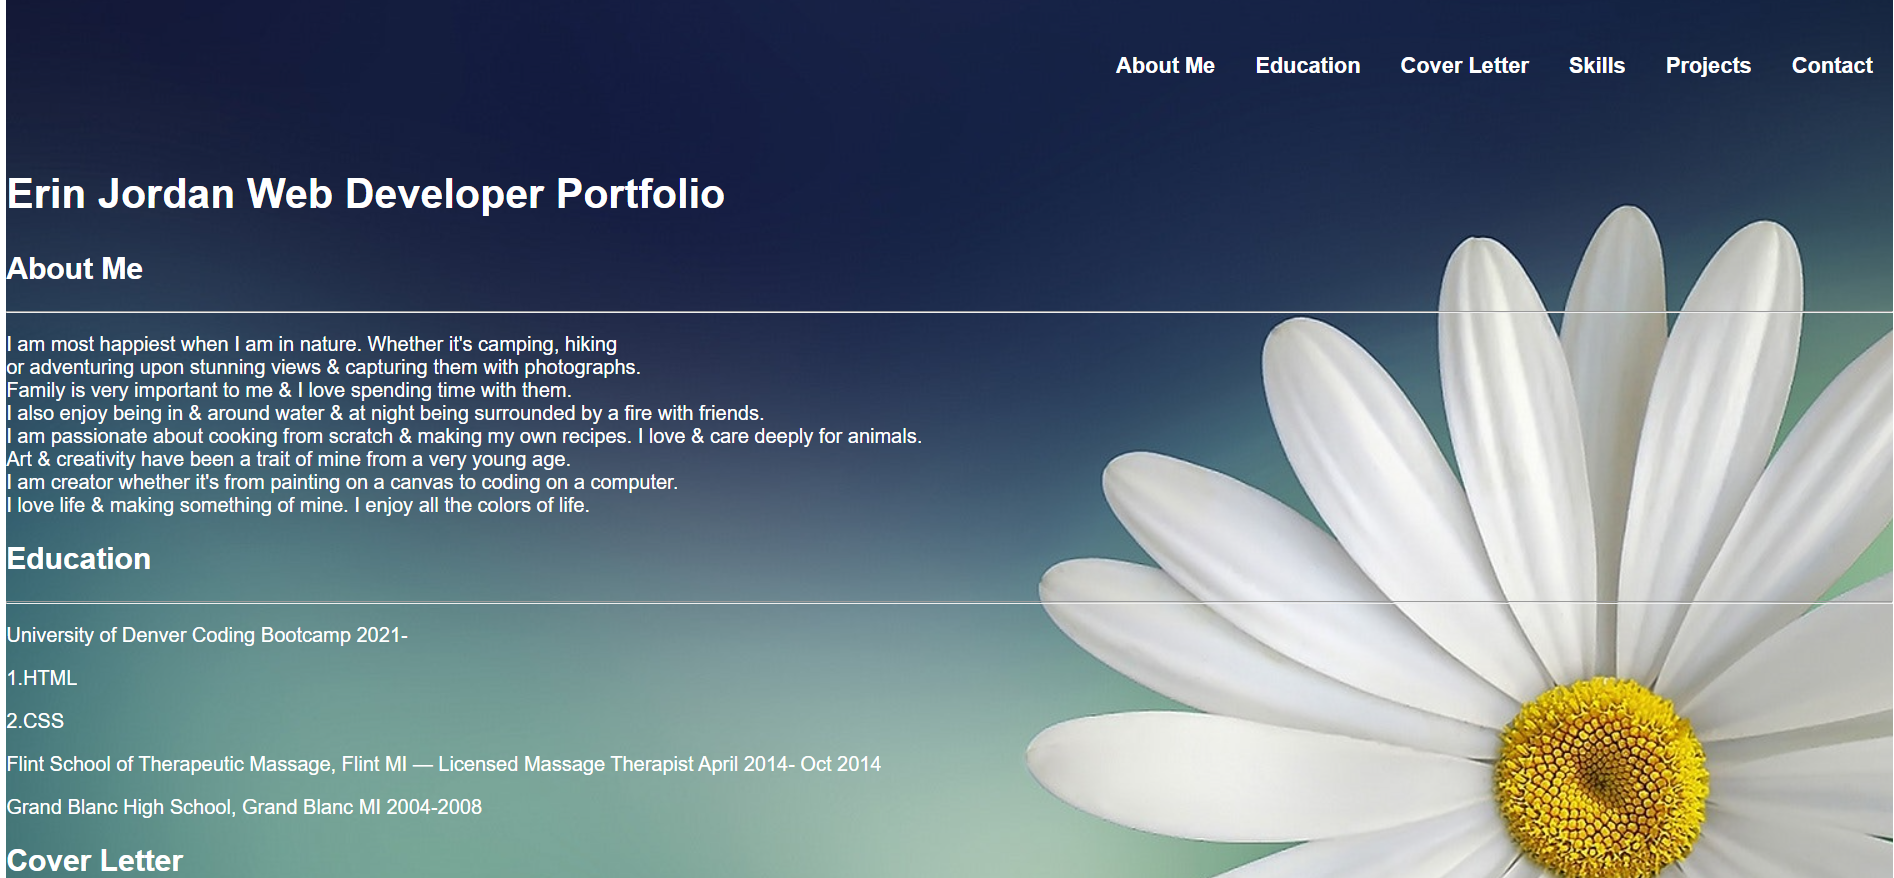 About Me Education Cover Letter Skills Projects Contact
Erin Jordan Web Developer Portfolio
About Me
I am most happiest when I am in nature. Whether it's camping, hiking
or adventuring upon stunning views & capturing them with photographs.
Family is very important to me & I love spending time with them.
I also enjoy being in & around water & at night being surrounded by a fire with friends.
I am passionate about cooking from scratch & making my own recipes. I love & care deeply for animals.
Art & creativity have been a trait of mine from a very young age.
I am creator whether it's from painting on a canvas to coding on a computer.
I love life & making something of mine. I enjoy all the colors of life.
Education
University of Denver Coding Bootcamp 2021-
1.HTML
2.CSS
Flint School of Therapeutic Massage, Flint MI — Licensed Massage Therapist April 2014- Oct 2014
Grand Blanc High School, Grand Blanc MI 2004-2008
Cover Letter